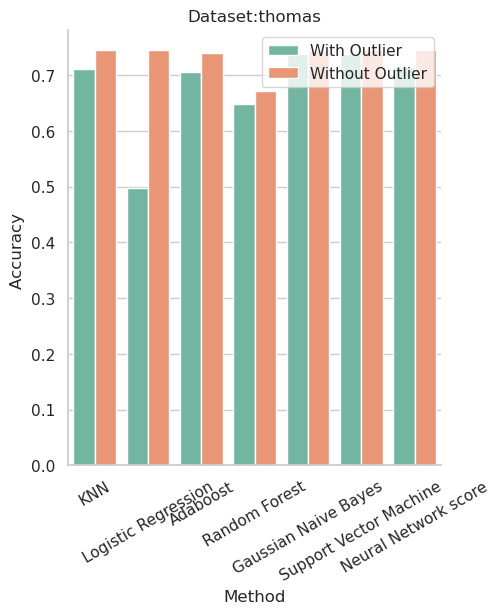 Dataset:thomas
With Outlier
Without Outlier
Accuracy
0.7
0.6
0.5
0.4
0.3
0.2
0.1
0.0
KNN
Logistic Regression
Adaboost
Random Forest
Gaussian Naive Bayes
Support Vector Machine
Neural Network score
Method